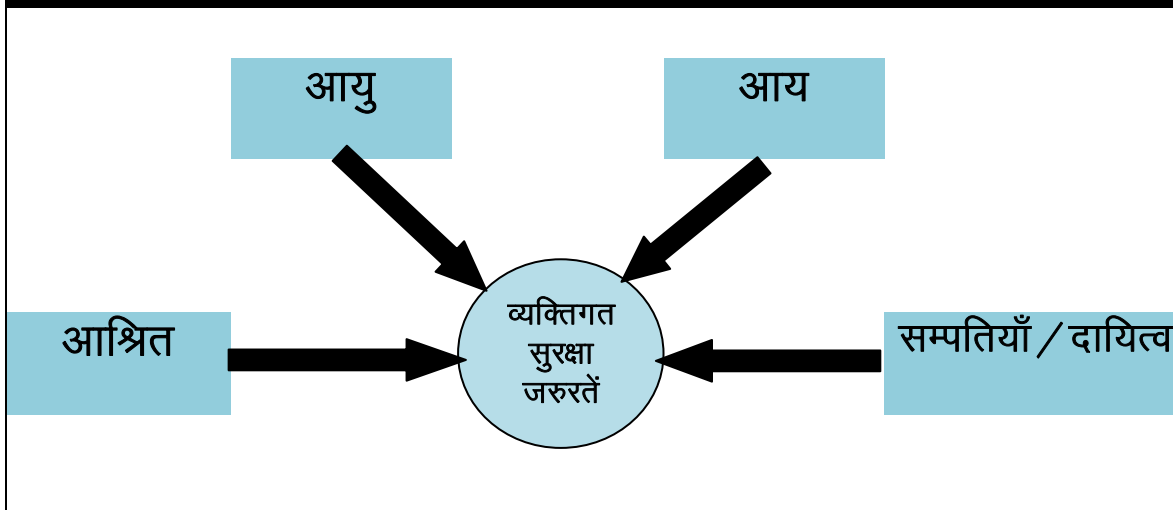 आयु
आय
आश्रित
व्यक्तिगत
सुरक्षा
जरुरतें
सम्पतियाँ / दायित्व